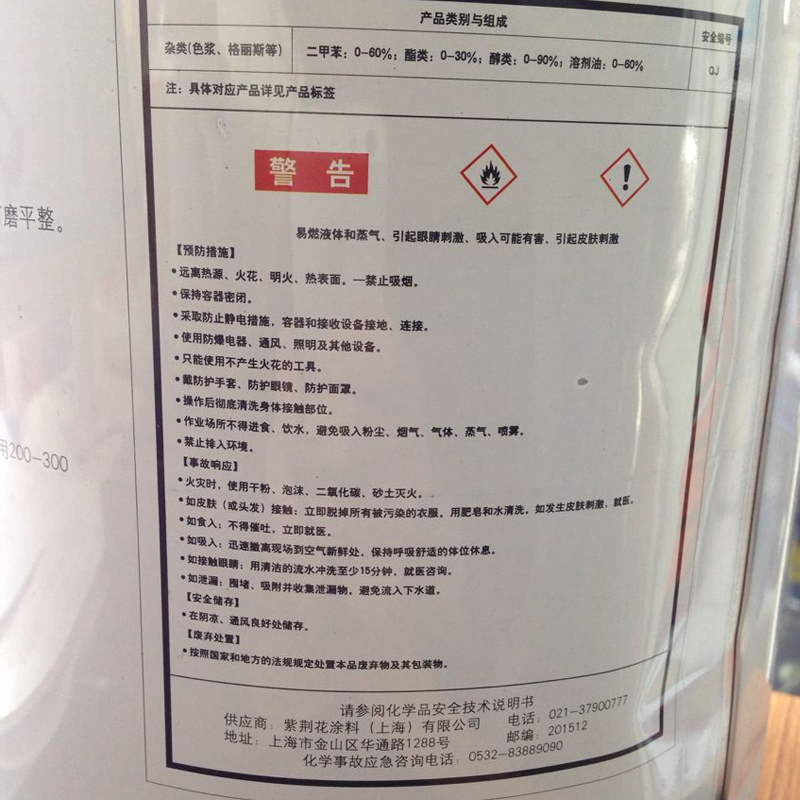 产品类别与组成
安全编号
杂类(色浆、格丽斯等)
二甲苯:0-60%;酯类:0-30%;醇类:0-90%;溶剂油:0-60%
QJ
注:具体对应产品详见产品标签
警 告
易燃液体和蒸气、引起眼睛刺激、吸入可能有害、引起皮肤刺激
【预防措施】
•远离热源、火花、明火、热表面。—禁止吸烟。
•保持容器密闭。
•采取防止静电措施,容器和接收设备接地、连接。
•使用防爆电器、通风、照明及其他设备。
•只能使用不产生火花的工具。
•戴防护手套、防护眼镜、防护面罩。
•操作后彻底清洗身体接触部位。
•作业场所不得进食、饮水,避免吸入粉尘、烟气、气体、蒸气、喷雾。
•禁止排入环境。
【事故响应】
•火灾时,使用干粉、泡沫、二氧化碳、砂土灭火。
•如皮肤(或头发)接触:立即脱掉所有被污染的衣服。用肥皂和水清洗。如发生皮肤刺激,就医。
•如食入:不得催吐,立即就医。
•如吸入:迅速撤离现场到空气新鲜处,保持呼吸舒适的体位休息。
•如接触眼睛:用清洁的流水冲洗至少15分钟,就医咨询。
•如泄漏:围堵、吸附并收集泄漏物。避免流入下水道。
【安全储存】
•在阴凉、通风良好处储存。
【废弃处置】
•按照国家和地方的法规规定处置本品废弃物及其包装物。
请参阅化学品安全技术说明书
供应商:紫荆花涂料(上海)有限公司 电话:021-37900777
地址:上海市金山区华通路1288号 邮编:201512
化学事故应急咨询电话:0532-83889090
磨平整。
用200-300